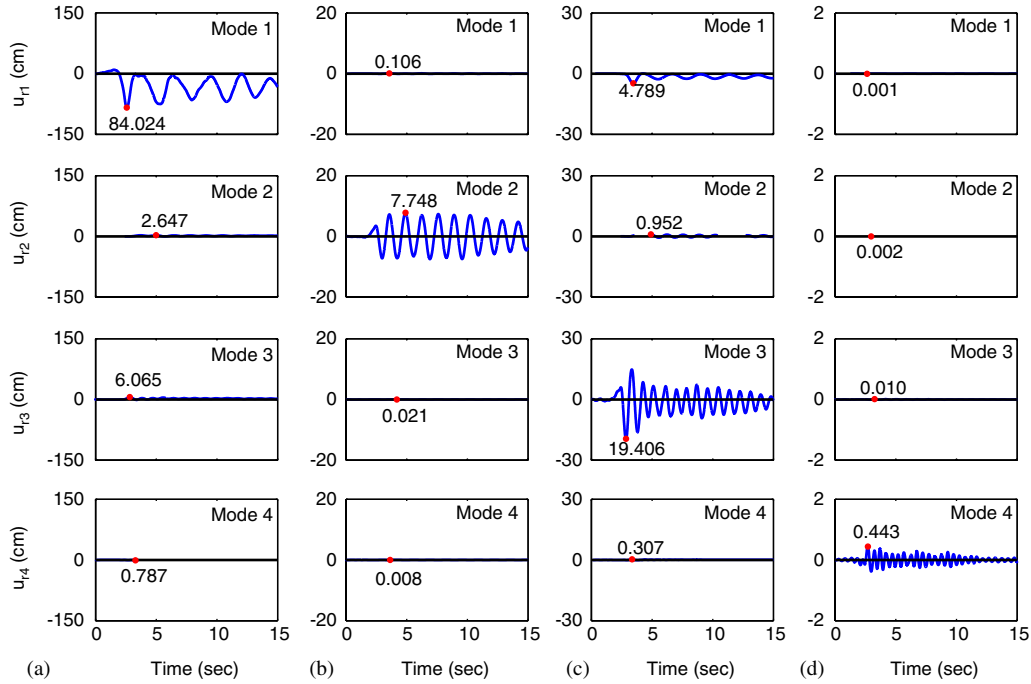 150 20 30 2
Mode 1 Mode 1 Mode 1 Mode 1
0.106 0.001
u_r1 (cm) 0 0 0 0
84.024 4.789
-150 -20 -30 -2
150 20 30 2
Mode 2 Mode 2 Mode 2 Mode 2
2.647 7.748 0.952
u_r2 (cm) 0 0 0 0
0.002
-150 -20 -30 -2
150 20 30 2
Mode 3 Mode 3 Mode 3 Mode 3
6.065 0.010
u_r3 (cm) 0 0 0 0
0.021
19.406
-150 -20 -30 -2
150 20 30 2
Mode 4 Mode 4 Mode 4 Mode 4
0.307 0.443
u_r4 (cm) 0 0 0 0
0.787 0.008
-150 -20 -30 -2
0 5 10 15 0 5 10 15 0 5 10 15 0 5 10 15
(a) Time (sec) (b) Time (sec) (c) Time (sec) (d) Time (sec)